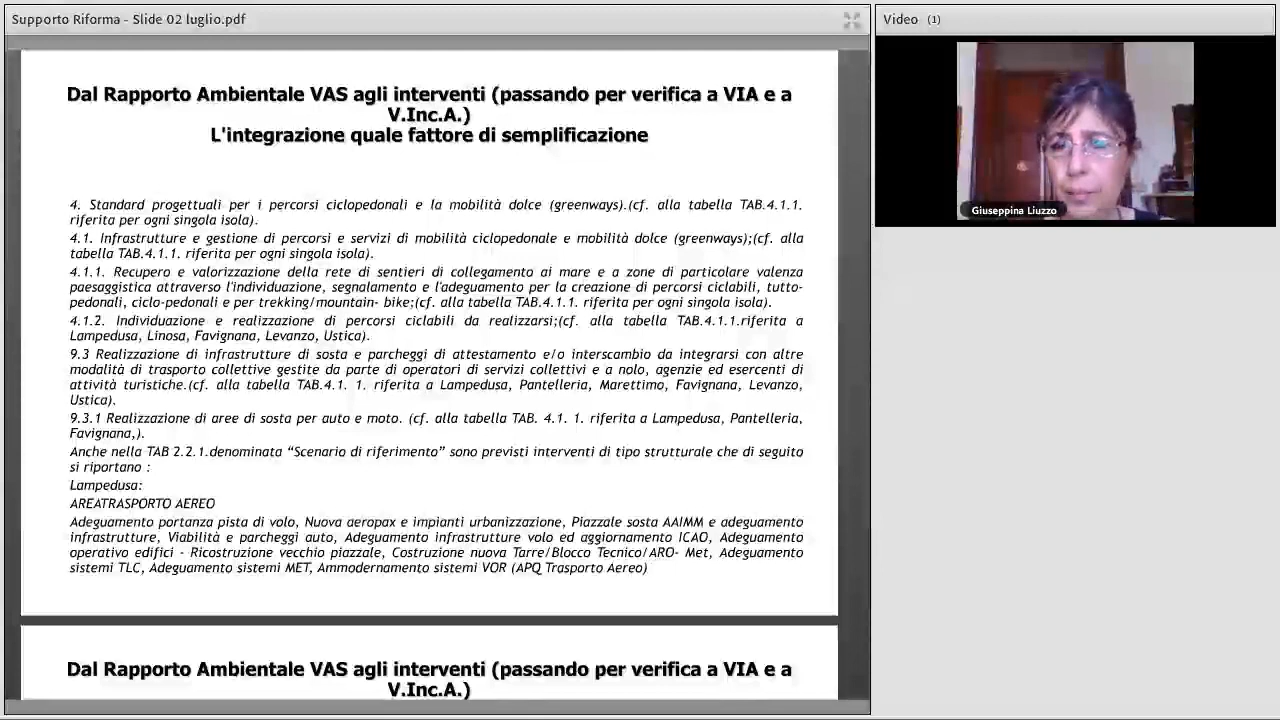 Supporto Riforma - Slide 02 luglio.pdf
Dal Rapporto Ambientale VAS agli interventi (passando per verifica a VIA e a
V.Inc.A.)
L'integrazione quale fattore di semplificazione
4. Standard progettuali per i percorsi ciclopedonali e la mobilità dolce (greenways).(cf. alla tabella TAB.4.1.1.
riferita per ogni singola isola).
4.1. Infrastrutture e gestione di percorsi e servizi di mobilità ciclopedonale e mobilità dolce (greenways);(cf. alla
tabella TAB.4.1.1. riferita per ogni singola isola).
4.1.1. Recupero e valorizzazione della rete di sentieri di collegamento ai mare e a zone di particolare valenza
paesaggistica attraverso l'individuazione, segnalamento e l'adeguamento per la creazione di percorsi ciclabili, tutto-
pedonali, ciclo-pedonali e per trekking/mountain- bike;(cf. alla tabella TAB.4.1.1. riferita per ogni singola isola).
4.1.2. Individuazione e realizzazione di percorsi ciclabili da realizzarsi;(cf. alla tabella TAB.4.1.1.riferita a
Lampedusa, Linosa, Favignana, Levanzo, Ustica).
9.3 Realizzazione di infrastrutture di sosta e parcheggi di attestamento e/o interscambio da integrarsi con altre
modalità di trasporto collettive gestite da parte di operatori di servizi collettivi e a nolo, agenzie ed esercenti di
attività turistiche.(cf. alla tabella TAB.4.1. 1. riferita a Lampedusa, Pantelleria, Marettimo, Favignana, Levanzo,
Ustica).
9.3.1 Realizzazione di aree di sosta per auto e moto. (cf. alla tabella TAB. 4.1. 1. riferita a Lampedusa, Pantelleria,
Favignana,).
Anche nella TAB 2.2.1.denominata “Scenario di riferimento” sono previsti interventi di tipo strutturale che di seguito
si riportano :
Lampedusa:
AREATRASPORTO AEREO
Adeguamento portanza pista di volo, Nuova aeropax e impianti urbanizzazione, Piazzale sosta AAIMM e adeguamento
infrastrutture, Viabilità e parcheggi auto, Adeguamento infrastrutture volo ed aggiornamento ICAO, Adeguamento
operativo edifici - Ricostruzione vecchio piazzale, Costruzione nuova Tarre/Blocco Tecnico/ARO- Met, Adeguamento
sistemi TLC, Adeguamento sistemi MET, Ammodernamento sistemi VOR (APQ Trasporto Aereo)
Dal Rapporto Ambientale VAS agli interventi (passando per verifica a VIA e a
V.Inc.A.)
Video (1)
Giuseppina Liuzzo